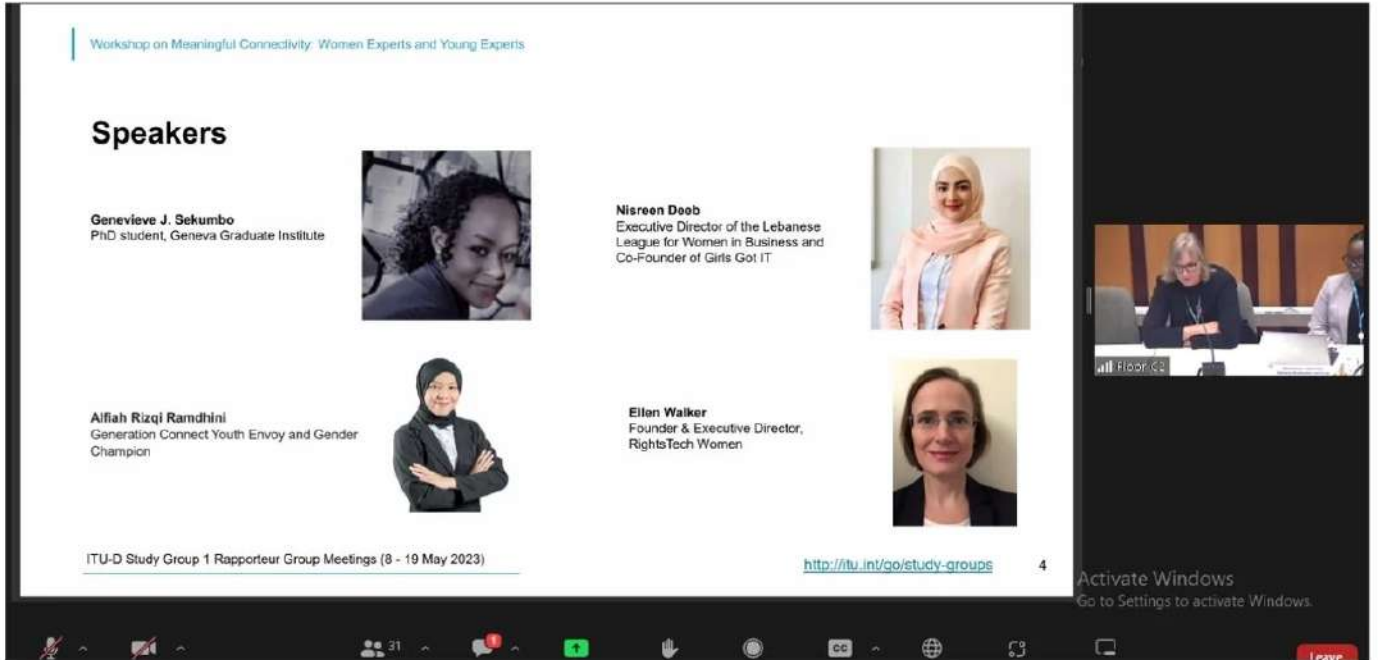 Workshop on Meaningful Connectivity: Women Experts and Young Experts
Speakers
Genevieve J. Sekumbo
PhD student, Geneva Graduate Institute
Nisreen Deeb
Executive Director of the Lebanese
League for Women in Business and
Co-Founder of Girls Got IT
Alfiah Rizqi Ramdhini
Generation Connect Youth Envoy and Gender
Champion
Ellen Walker
Founder & Executive Director,
RightsTech Women
ITU-D Study Group 1 Rapporteur Group Meetings (8 - 19 May 2023)
http://itu.int/go/study-groups
4
Floor C2
Activate Windows
Go to Settings to activate Windows.
31
1
CC
Leave